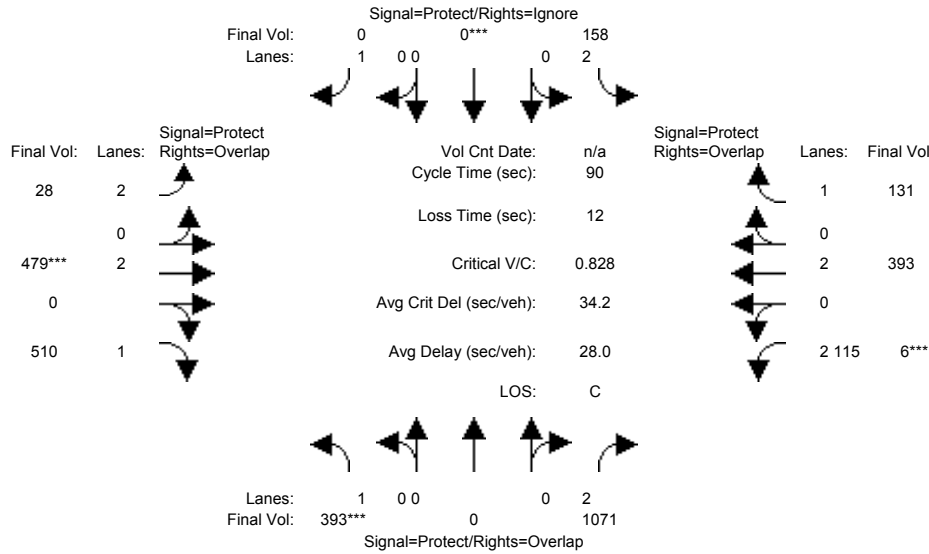 Signal=Protect/Rights=Ignore
Final Vol: 0 0*** 158
Lanes: 1 0 0 0 2
Signal=Protect Signal=Protect
Final Vol: Lanes: Rights=Overlap Vol Cnt Date: n/a Rights=Overlap Lanes: Final Vol
Cycle Time (sec): 90
28 2 1 131
Loss Time (sec): 12
0 0
479*** 2 Critical V/C: 0.828 2 393
0 Avg Crit Del (sec/veh): 34.2 0
510 1 Avg Delay (sec/veh): 28.0 2 115 6***
LOS: C
Lanes: 1 0 0 0 2
Final Vol: 393*** 0 1071
Signal=Protect/Rights=Overlap